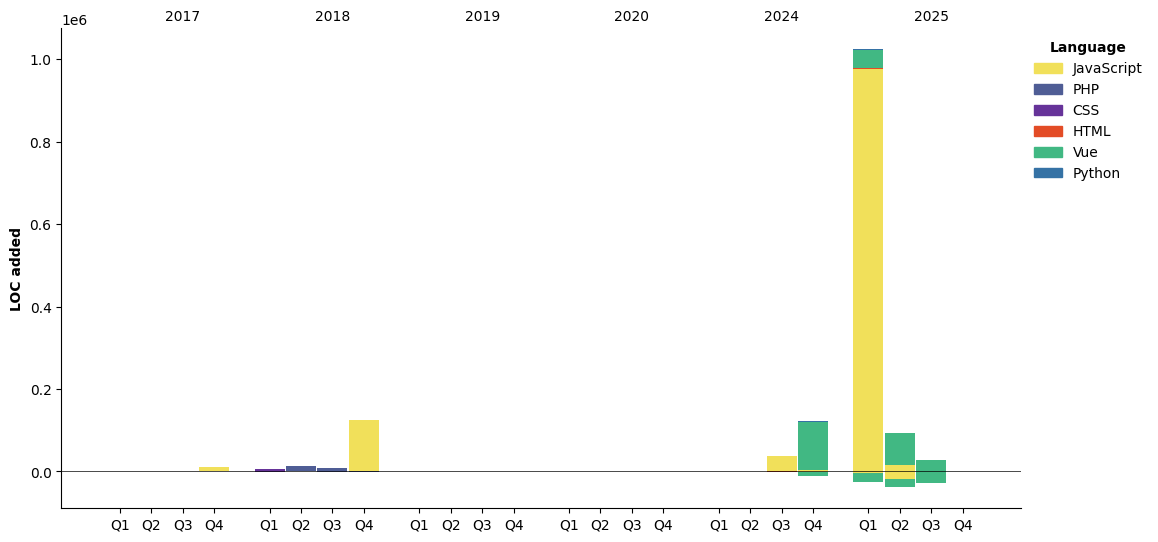 1e6
2017 2018 2019 2020 2024 2025
Language
JavaScript
PHP
CSS
HTML
Vue
Python
LOC added
1.0
0.8
0.6
0.4
0.2
0.0
Q1 Q2 Q3 Q4 Q1 Q2 Q3 Q4 Q1 Q2 Q3 Q4 Q1 Q2 Q3 Q4 Q1 Q2 Q3 Q4 Q1 Q2 Q3 Q4